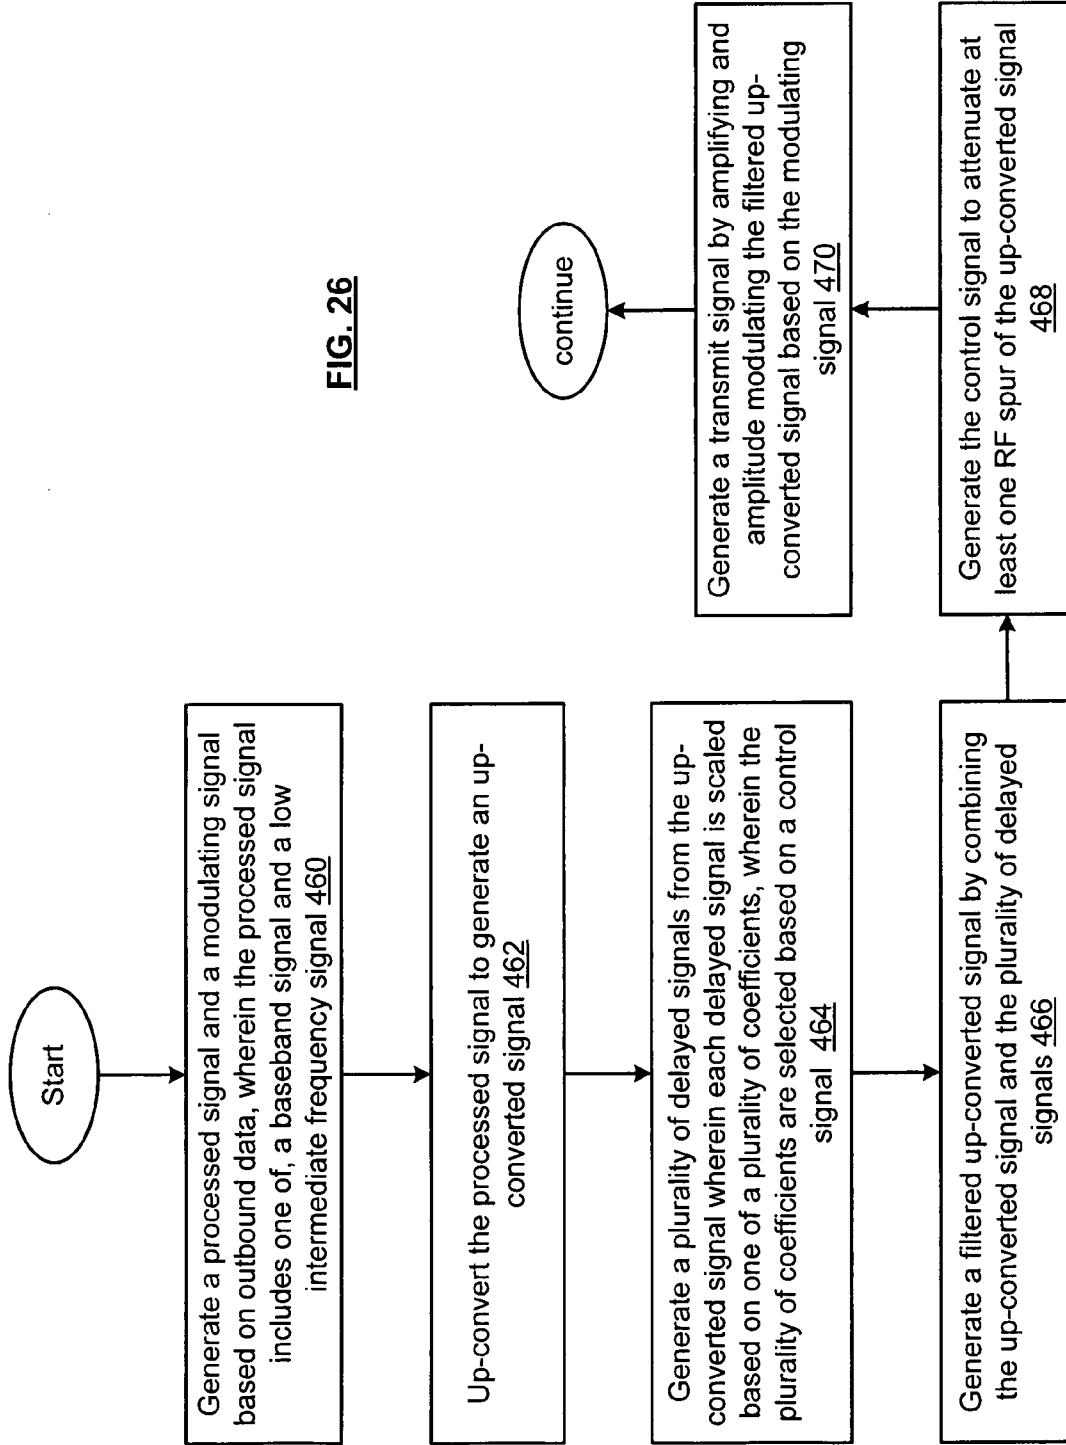 Start
Generate a processed signal and a modulating signal
based on outbound data, wherein the processed signal
includes one of, a baseband signal and a low
intermediate frequency signal 460
Up-convert the processed signal to generate an up-
converted signal 462
Generate a plurality of delayed signals from the up-
converted signal wherein each delayed signal is scaled
based on one of a plurality of coefficients, wherein the
plurality of coefficients are selected based on a control
signal 464
Generate a filtered up-converted signal by combining
the up-converted signal and the plurality of delayed
signals 466
Generate the control signal to attenuate at
least one RF spur of the up-converted signal
468
Generate a transmit signal by amplifying and
amplitude modulating the filtered up-
converted signal based on the modulating
signal 470
continue
FIG. 26